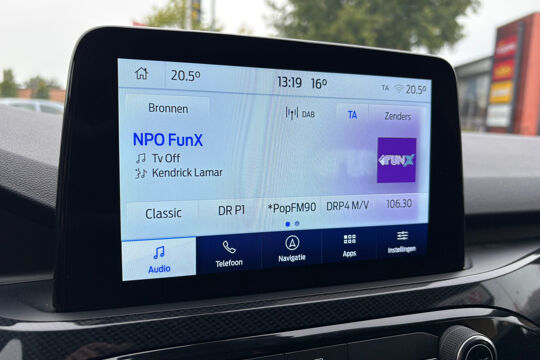 20.5° 13:19 16° TA 20.5°
Bronnen DAB TA Zenders
NPO FunX
Tv Off
Kendrick Lamar
FUNX
Classic DR P1 *PopFM90 DRP4 M/V 106.30
Audio Telefoon Navigatie Apps Instellingen